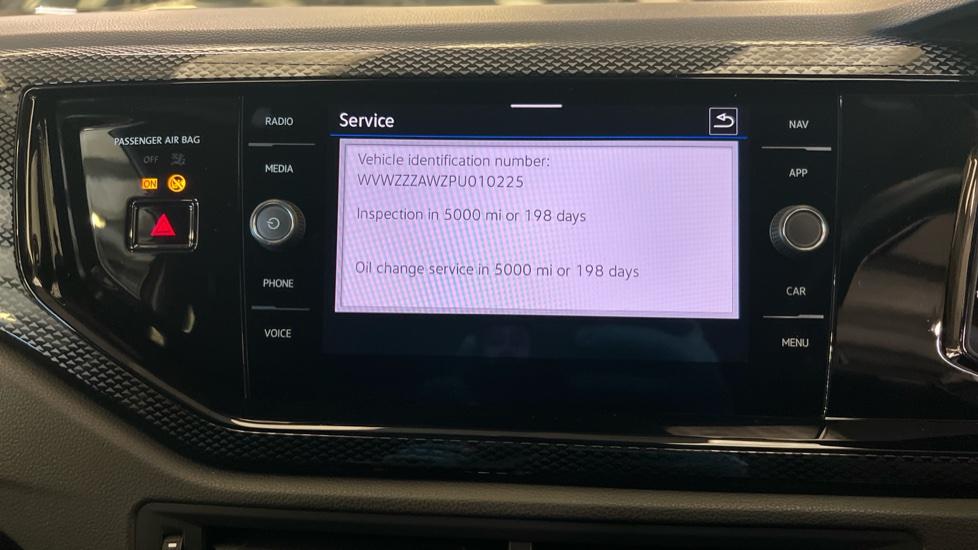 PASSENGER AIR BAG
OFF
ON
RADIO
MEDIA
PHONE
VOICE
Service
Vehicle identification number:
WVWZZZAWZPU010225
Inspection in 5000 mi or 198 days
Oil change service in 5000 mi or 198 days
NAV
APP
CAR
MENU